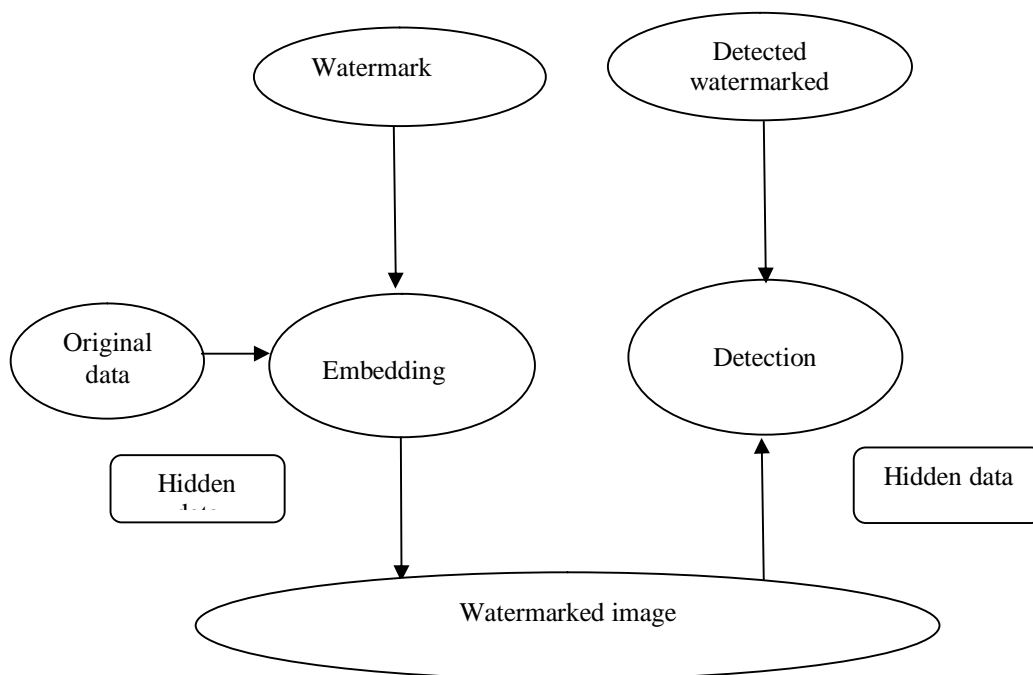 Watermark
Detected
watermarked
Original
data
Embedding
Detection
Hidden
Hidden data
Watermarked image